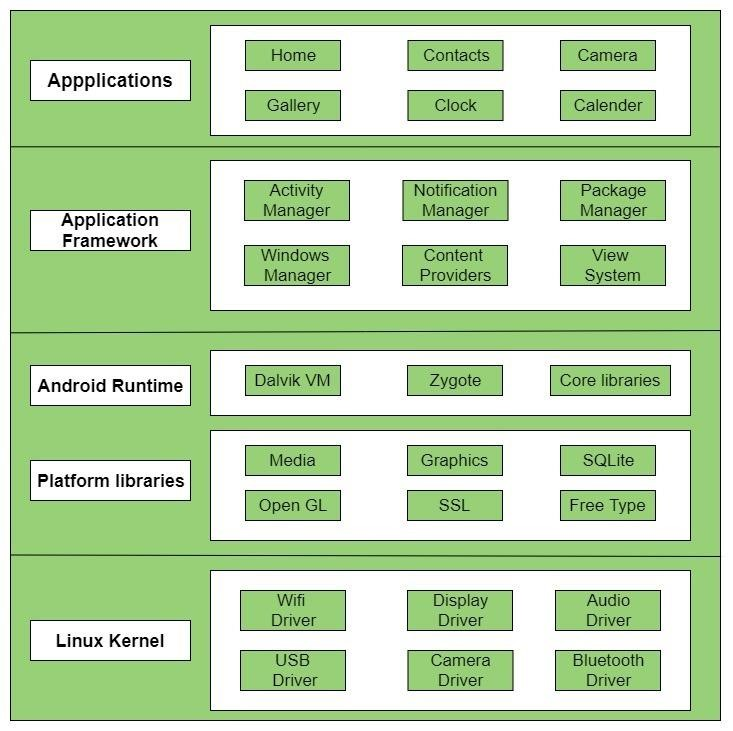 Appplications
Home
Contacts
Camera
Gallery
Clock
Calender
Application
Framework
Activity
Manager
Notification
Manager
Package
Manager
Windows
Manager
Content
Providers
View
System
Android Runtime
Dalvik VM
Zygote
Core libraries
Platform libraries
Media
Graphics
SQLite
Open GL
SSL
Free Type
Linux Kernel
Wifi
Driver
Display
Driver
Audio
Driver
USB
Driver
Camera
Driver
Bluetooth
Driver